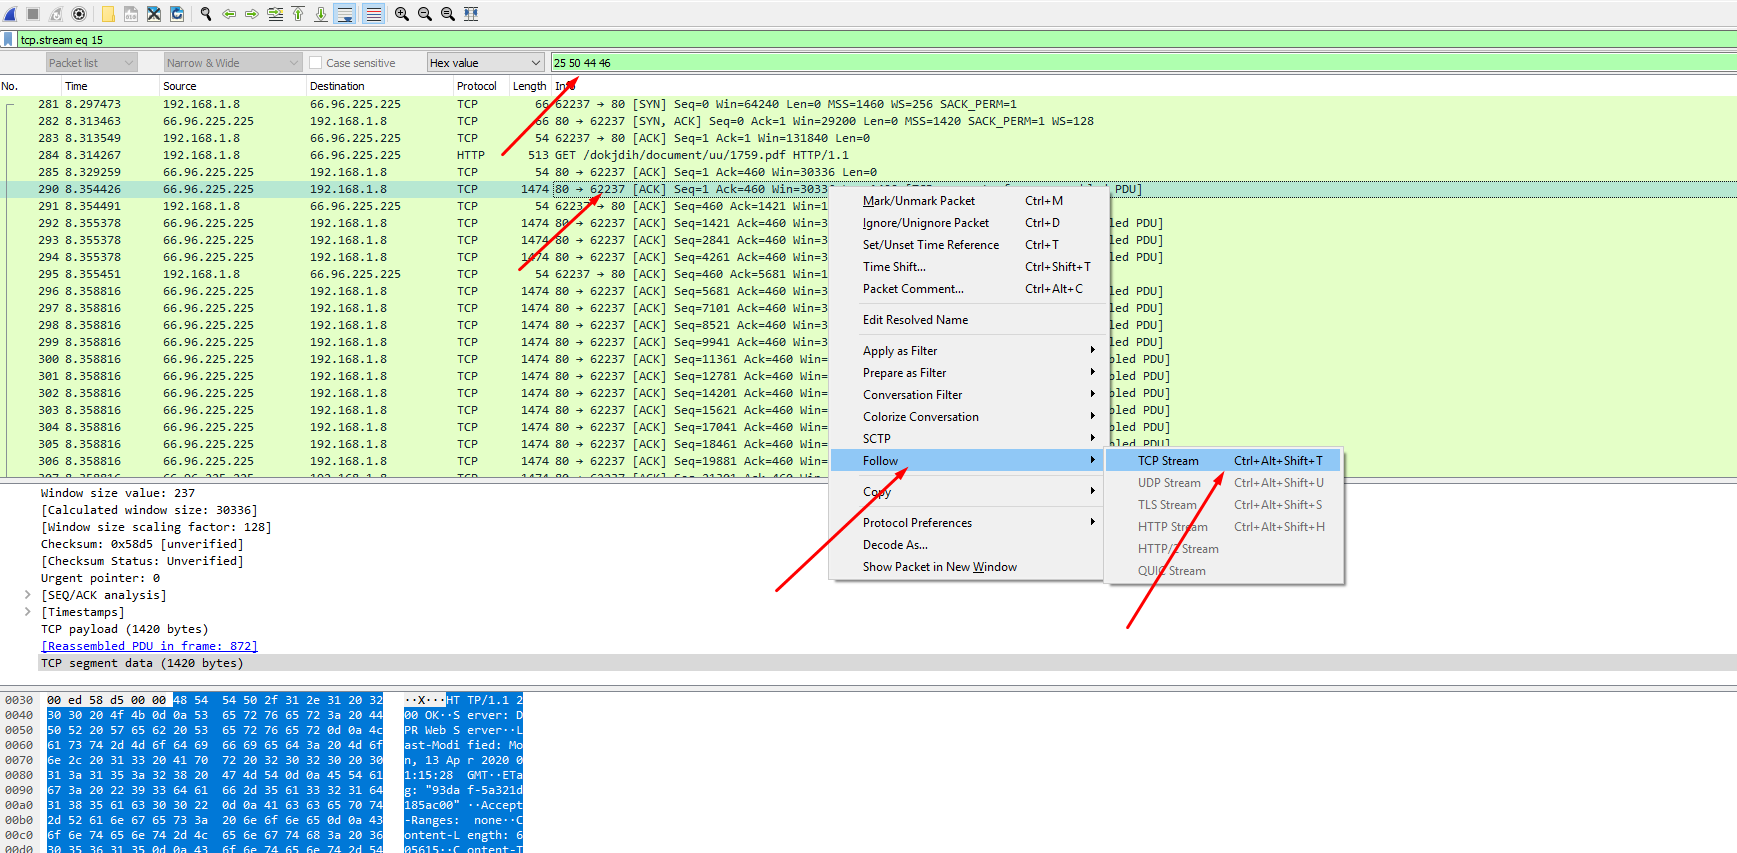 tcp.stream eq 15
Packet list Narrow & Wide Case sensitive Hex value 25 50 44 46
No. Time Source Destination Protocol Length Info
281 8.297473 192.168.1.8 66.96.225.225 TCP 66 62237 → 80 [SYN] Seq=0 Win=64240 Len=0 MSS=1460 WS=256 SACK_PERM=1
282 8.313463 66.96.225.225 192.168.1.8 TCP 66 80 → 62237 [SYN, ACK] Seq=0 Ack=1 Win=29200 Len=0 MSS=1420 SACK_PERM=1 WS=128
283 8.313549 192.168.1.8 66.96.225.225 TCP 54 62237 → 80 [ACK] Seq=1 Ack=1 Win=131840 Len=0
284 8.314267 192.168.1.8 66.96.225.225 HTTP 513 GET /dokjdih/document/uu/1759.pdf HTTP/1.1
285 8.329259 66.96.225.225 192.168.1.8 TCP 54 80 → 62237 [ACK] Seq=1 Ack=460 Win=30336 Len=0
290 8.354426 66.96.225.225 192.168.1.8 TCP 1474 80 → 62237 [ACK] Seq=1 Ack=460 Win=30336 PDU]
291 8.354491 192.168.1.8 66.96.225.225 TCP 54 62237 → 80 [ACK] Seq=460 Ack=1421 Win=1
292 8.355378 66.96.225.225 192.168.1.8 TCP 1474 80 → 62237 [ACK] Seq=1421 Ack=460 Win=3 led PDU]
293 8.355378 66.96.225.225 192.168.1.8 TCP 1474 80 → 62237 [ACK] Seq=2841 Ack=460 Win=3 led PDU]
294 8.355378 66.96.225.225 192.168.1.8 TCP 1474 80 → 62237 [ACK] Seq=4261 Ack=460 Win=3 led PDU]
295 8.355451 192.168.1.8 66.96.225.225 TCP 54 62237 → 80 [ACK] Seq=460 Ack=5681 Win=1
296 8.358816 66.96.225.225 192.168.1.8 TCP 1474 80 → 62237 [ACK] Seq=5681 Ack=460 Win=3 led PDU]
297 8.358816 66.96.225.225 192.168.1.8 TCP 1474 80 → 62237 [ACK] Seq=7101 Ack=460 Win=3 led PDU]
298 8.358816 66.96.225.225 192.168.1.8 TCP 1474 80 → 62237 [ACK] Seq=8521 Ack=460 Win=3 led PDU]
299 8.358816 66.96.225.225 192.168.1.8 TCP 1474 80 → 62237 [ACK] Seq=9941 Ack=460 Win=3 led PDU]
300 8.358816 66.96.225.225 192.168.1.8 TCP 1474 80 → 62237 [ACK] Seq=11361 Ack=460 Win= bled PDU]
301 8.358816 66.96.225.225 192.168.1.8 TCP 1474 80 → 62237 [ACK] Seq=12781 Ack=460 Win= bled PDU]
302 8.358816 66.96.225.225 192.168.1.8 TCP 1474 80 → 62237 [ACK] Seq=14201 Ack=460 Win= bled PDU]
303 8.358816 66.96.225.225 192.168.1.8 TCP 1474 80 → 62237 [ACK] Seq=15621 Ack=460 Win= bled PDU]
304 8.358816 66.96.225.225 192.168.1.8 TCP 1474 80 → 62237 [ACK] Seq=17041 Ack=460 Win= bled PDU]
305 8.358816 66.96.225.225 192.168.1.8 TCP 1474 80 → 62237 [ACK] Seq=18461 Ack=460 Win= bled PDU]
306 8.358816 66.96.225.225 192.168.1.8 TCP 1474 80 → 62237 [ACK] Seq=19881 Ack=460 Win=
Mark/Unmark Packet Ctrl+M
Ignore/Unignore Packet Ctrl+D
Set/Unset Time Reference Ctrl+T
Time Shift... Ctrl+Shift+T
Packet Comment... Ctrl+Alt+C
Edit Resolved Name
Apply as Filter
Prepare as Filter
Conversation Filter
Colorize Conversation
SCTP
Follow
Copy
Protocol Preferences
Decode As...
Show Packet in New Window
TCP Stream Ctrl+Alt+Shift+T
UDP Stream Ctrl+Alt+Shift+U
TLS Stream Ctrl+Alt+Shift+S
HTTP Stream Ctrl+Alt+Shift+H
HTTP/2 Stream
QUIC Stream
Window size value: 237
[Calculated window size: 30336]
[Window size scaling factor: 128]
Checksum: 0x58d5 [unverified]
[Checksum Status: Unverified]
Urgent pointer: 0
[SEQ/ACK analysis]
[Timestamps]
TCP payload (1420 bytes)
[Reassembled PDU in frame: 872]
TCP segment data (1420 bytes)
0030 00 ed 58 d5 00 00 48 54 54 50 2f 31 2e 31 20 32 ··X···HT TP/1.1 2
0040 30 30 20 4f 4b 0d 0a 53 65 72 76 65 72 3a 20 44 00 OK··S erver: D
0050 50 52 20 57 65 62 20 53 65 72 76 65 72 0d 0a 4c PR Web S erver··L
0060 61 73 74 2d 4d 6f 64 69 66 69 65 64 3a 20 4d 6f ast-Modi fied: Mo
0070 6e 2c 20 31 33 20 41 70 72 20 32 30 32 30 20 30 n, 13 Ap r 2020 0
0080 31 3a 31 35 3a 32 38 20 47 4d 54 0d 0a 45 54 61 1:15:28 GMT··ETa
0090 67 3a 20 22 39 33 64 61 66 2d 35 61 33 32 31 64 g: "93da f-5a321d
00a0 31 38 35 61 63 30 30 22 0d 0a 41 63 63 65 70 74 185ac00" ··Accept
00b0 2d 52 61 6e 67 65 73 3a 20 6e 6f 6e 65 0d 0a 43 -Ranges: none··C
00c0 6f 6e 74 65 6e 74 2d 4c 65 6e 67 74 68 3a 20 36 ontent-L ength: 6
00d0 30 35 36 31 35 0d 0a 43 6f 6e 74 65 6e 74 2d 54 05615··C ontent-T